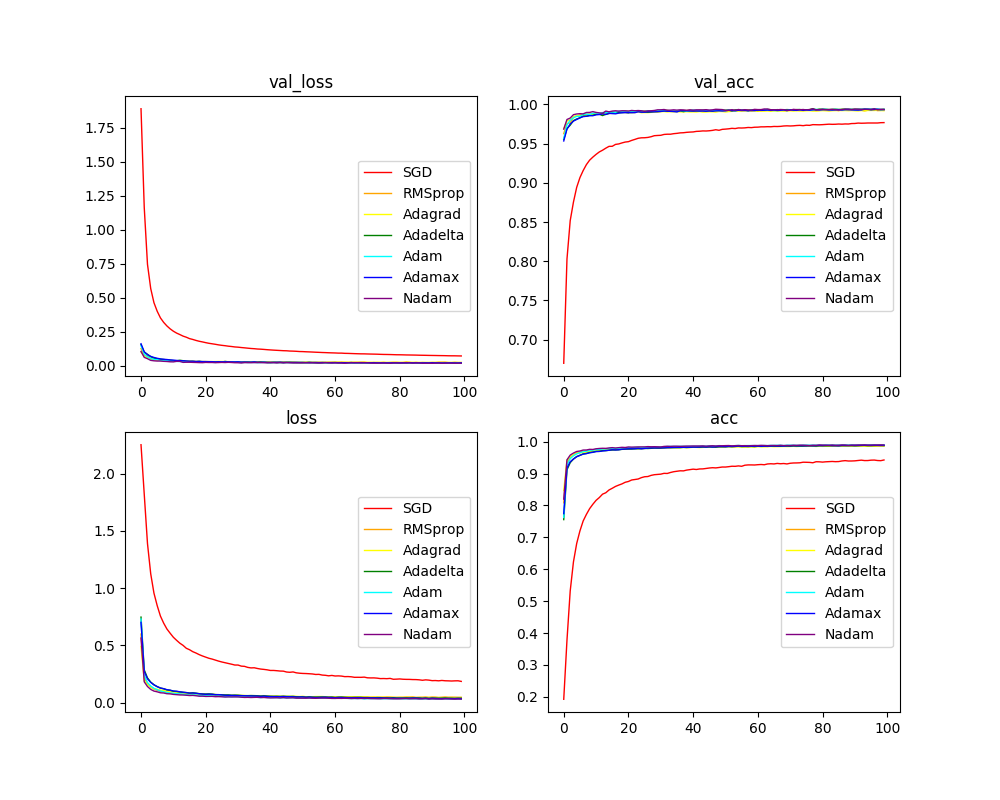 val_loss
1.75
1.50
1.25
1.00
0.75
0.50
0.25
0.00
SGD
RMSprop
Adagrad
Adadelta
Adam
Adamax
Nadam
0 20 40 60 80 100
val_acc
1.00
0.95
0.90
0.85
0.80
0.75
0.70
SGD
RMSprop
Adagrad
Adadelta
Adam
Adamax
Nadam
0 20 40 60 80 100
loss
2.0
1.5
1.0
0.5
0.0
SGD
RMSprop
Adagrad
Adadelta
Adam
Adamax
Nadam
0 20 40 60 80 100
acc
1.0
0.9
0.8
0.7
0.6
0.5
0.4
0.3
0.2
SGD
RMSprop
Adagrad
Adadelta
Adam
Adamax
Nadam
0 20 40 60 80 100